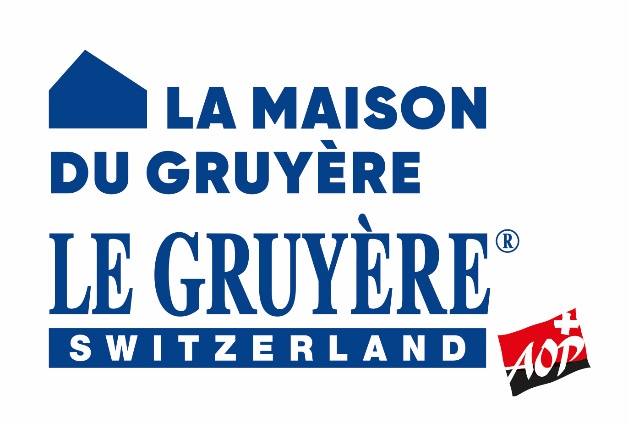 LA MAISON
DU GRUYÈRE
LE GRUYÈRE®
SWITZERLAND
AOP